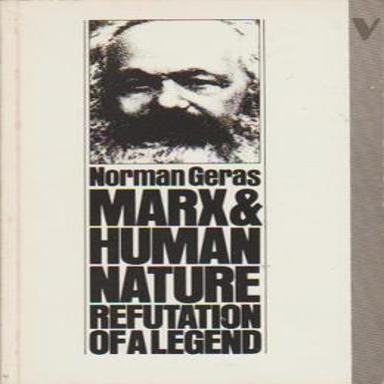 V
Norman Geras
MARX &
HUMAN
NATURE
REFUTATION
OF A LEGEND